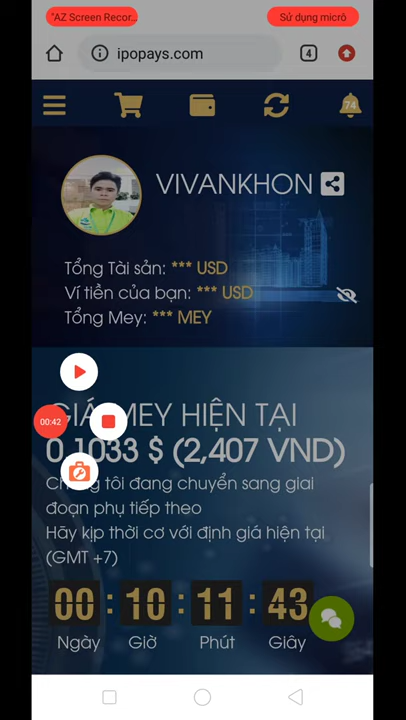 "AZ Screen Recor...
Sử dụng micrô
ipopays.com
4
74
VIVANKHON
Tổng Tài sản: *** USD
Ví tiền của bạn: *** USD
Tổng Mey: *** MEY
GIÁ MEY HIỆN TẠI
00:42
0.1033 $ (2,407 VND)
Chúng tôi đang chuyển sang giai
đoạn phụ tiếp theo
Hãy kịp thời cơ với định giá hiện tại
(GMT +7)
00 : 10 : 11 : 43
Ngày Giờ Phút Giây